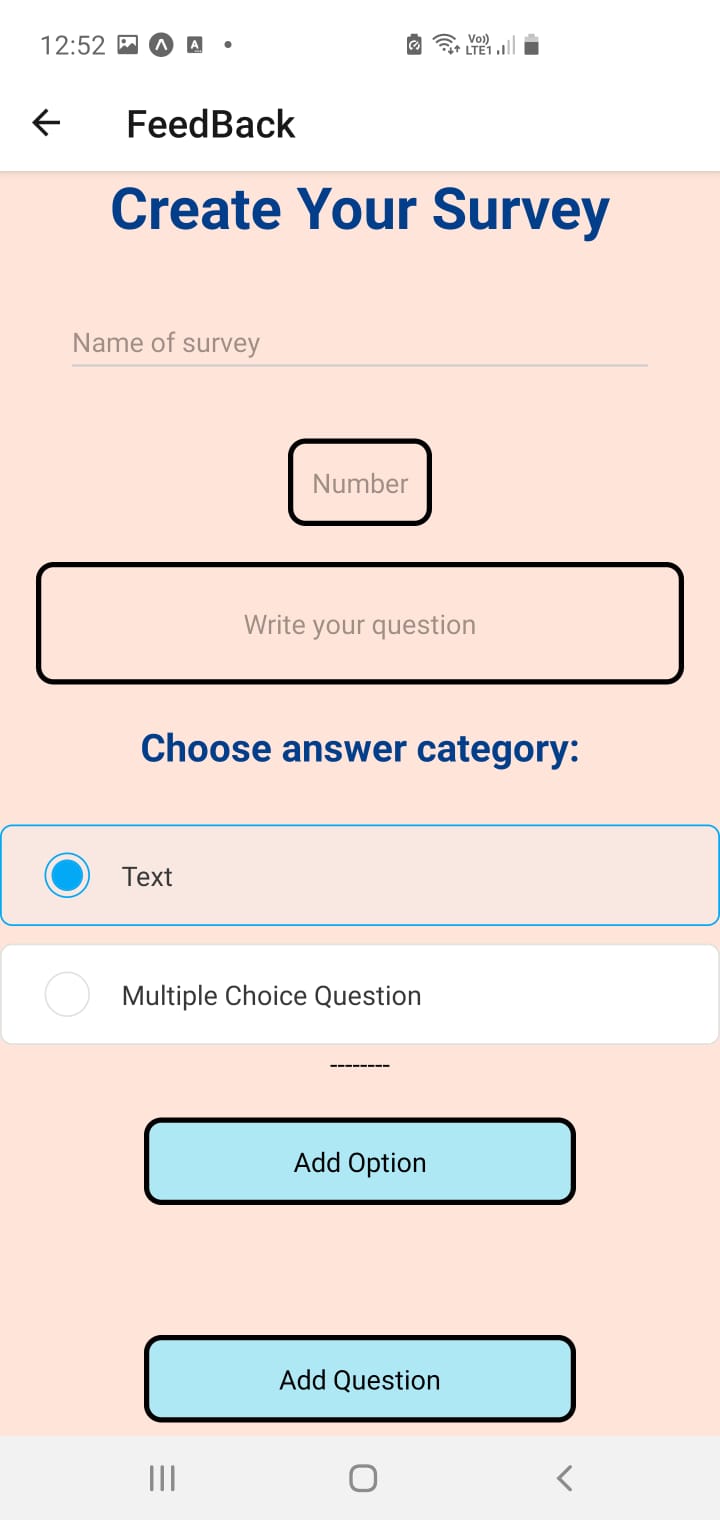 12:52
Vo))
LTE1
FeedBack
Create Your Survey
Name of survey
Number
Write your question
Choose answer category:
Text
Multiple Choice Question
--------
Add Option
Add Question